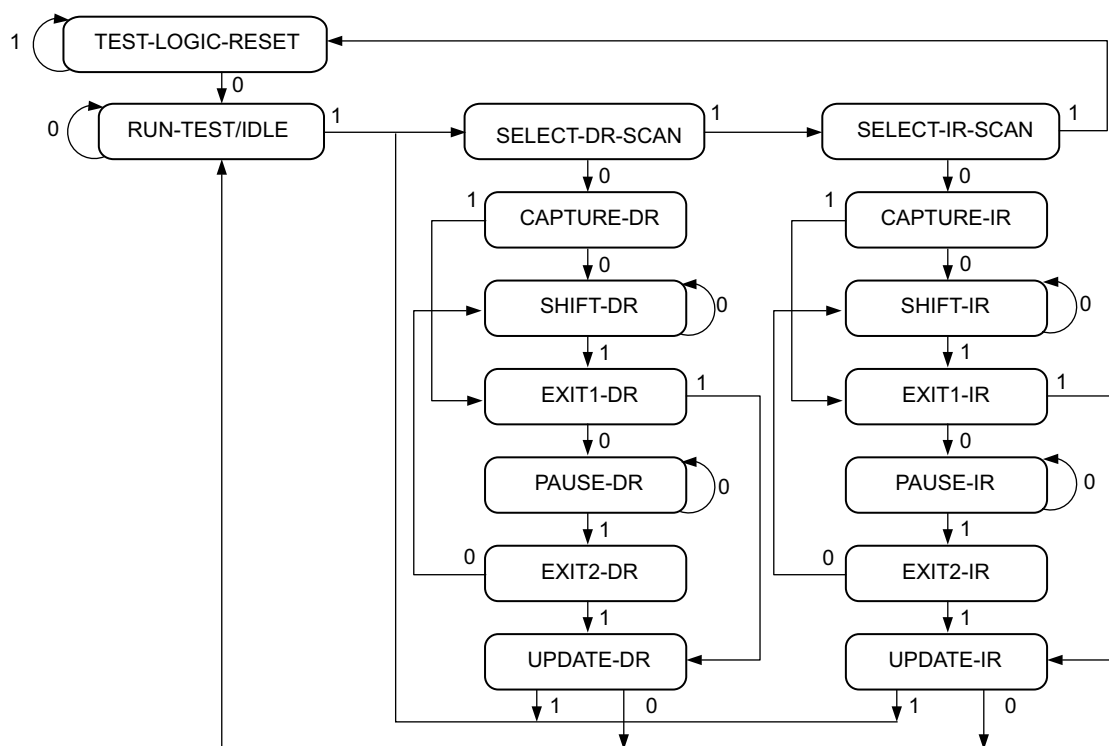 TEST-LOGIC-RESET
1
0
RUN-TEST/IDLE
0
1
SELECT-DR-SCAN
1
SELECT-IR-SCAN
1
0
0
1
CAPTURE-DR
1
CAPTURE-IR
0
0
SHIFT-DR
0
SHIFT-IR
0
1
1
EXIT1-DR
1
EXIT1-IR
1
0
0
PAUSE-DR
0
PAUSE-IR
0
1
1
0
EXIT2-DR
0
EXIT2-IR
1
1
UPDATE-DR
UPDATE-IR
1
0
1
0